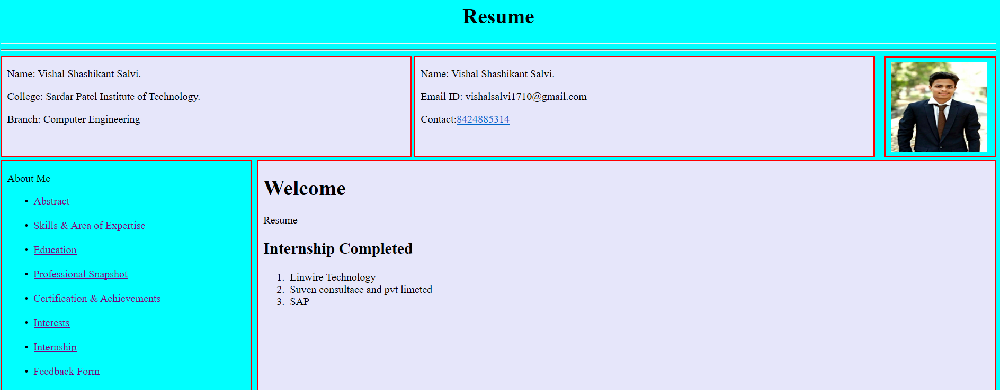 Resume
Name: Vishal Shashikant Salvi.
College: Sardar Patel Institute of Technology.
Branch: Computer Engineering
Name: Vishal Shashikant Salvi.
Email ID: vishalsalvi1710@gmail.com
Contact:8424885314
About Me
• Abstract
• Skills & Area of Expertise
• Education
• Professional Snapshot
• Certification & Achievements
• Interests
• Internship
• Feedback Form
Welcome
Resume
Internship Completed
1. Linwire Technology
2. Suven consultace and pvt limeted
3. SAP